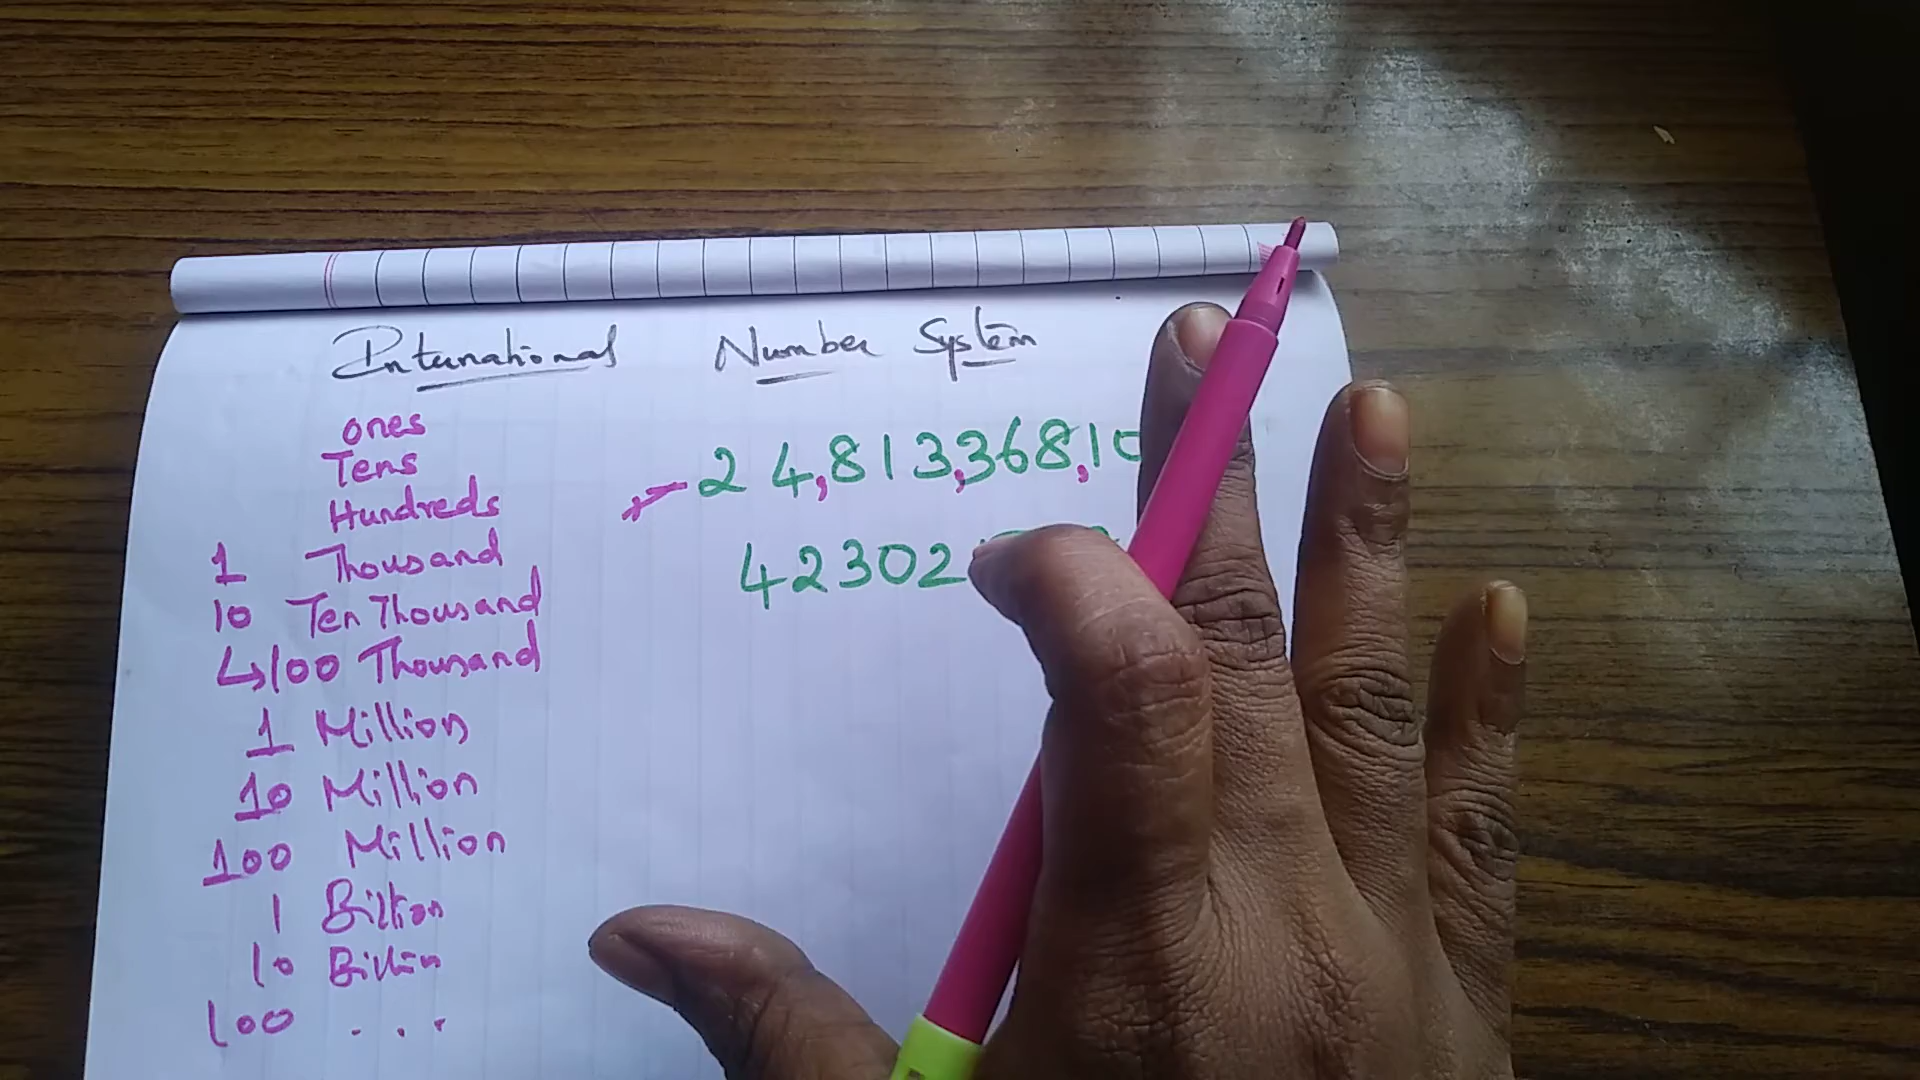 International Number System
ones
Tens
Hundreds
1 Thousand
10 Ten Thousand
100 Thousand
1 Million
10 Million
100 Million
1 Billion
10 Billion
100 ...
24,813,368,10
42302